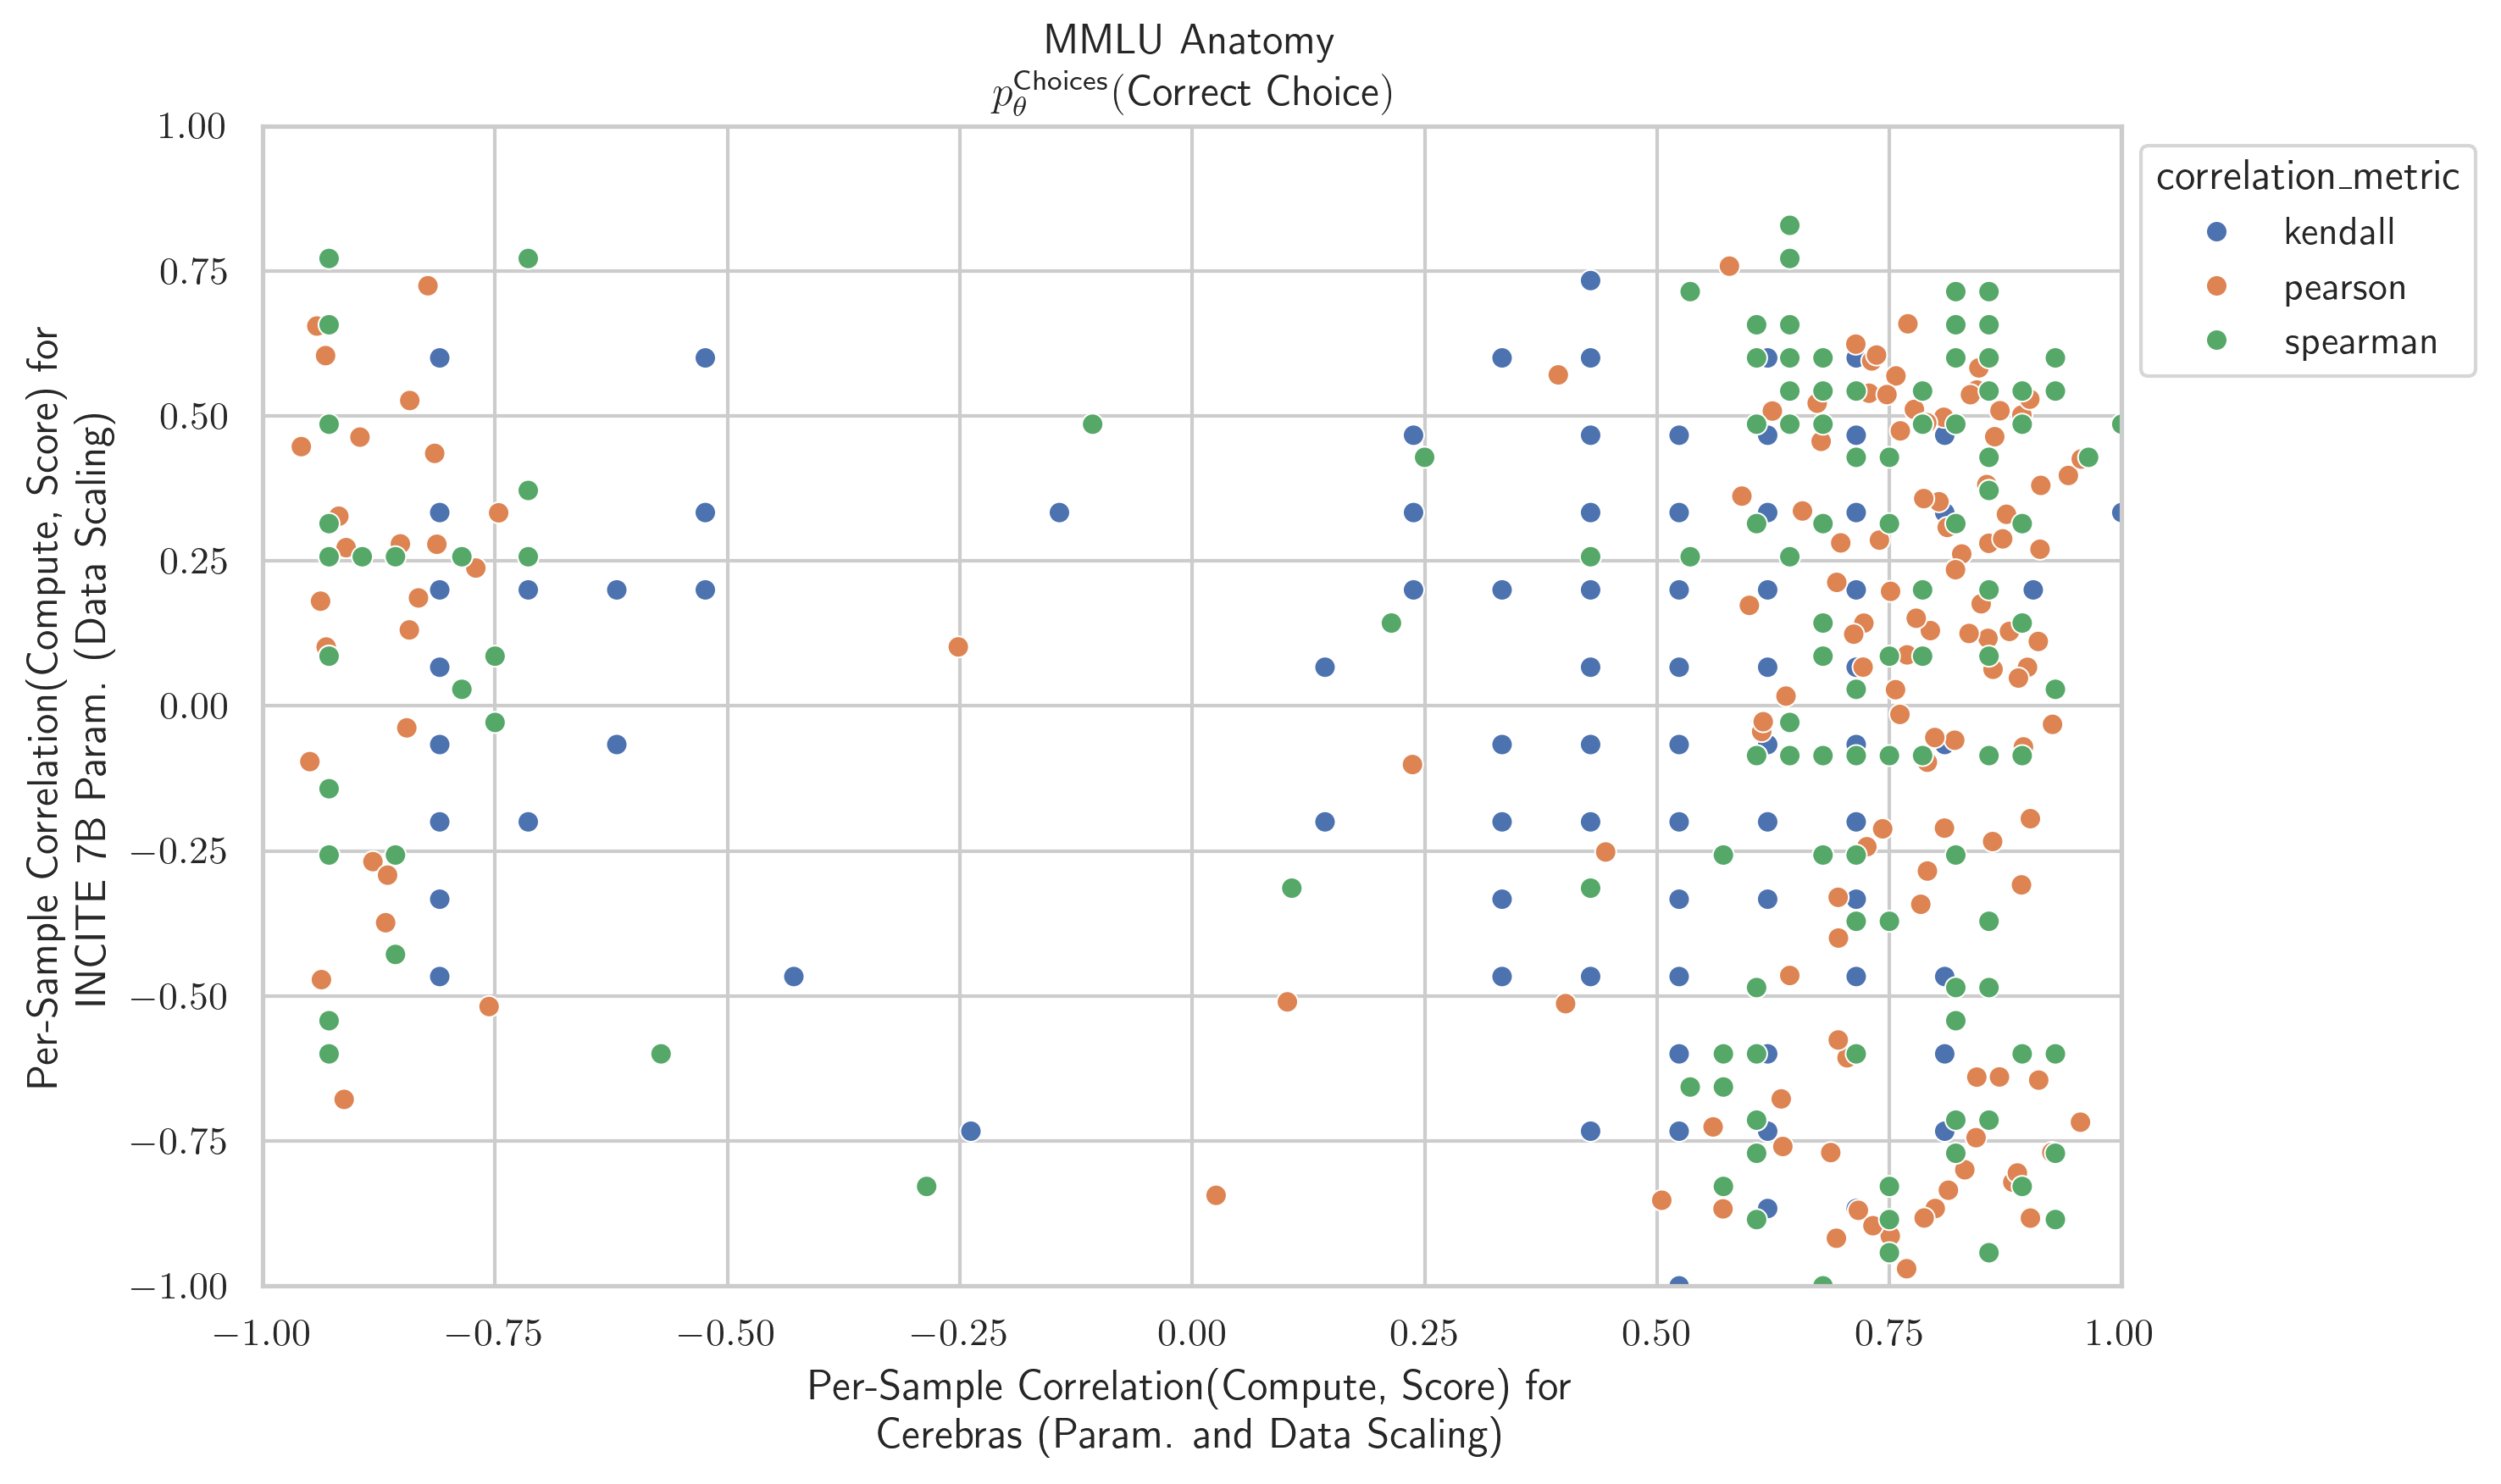 MMLU Anatomy
p_θ^Choices(Correct Choice)
1.00
0.75
0.50
0.25
0.00
−0.25
−0.50
−0.75
−1.00
Per-Sample Correlation(Compute, Score) for
INCITE 7B Param. (Data Scaling)
−1.00 −0.75 −0.50 −0.25 0.00 0.25 0.50 0.75 1.00
Per-Sample Correlation(Compute, Score) for
Cerebras (Param. and Data Scaling)
correlation_metric
kendall
pearson
spearman